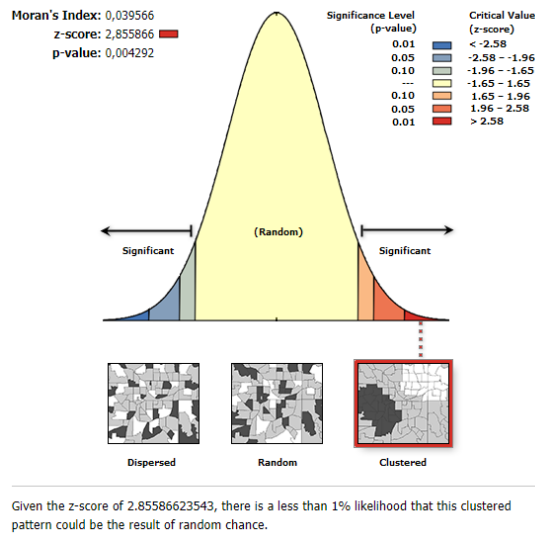 Moran's Index: 0,039566
z-score: 2,855866
p-value: 0,004292
Significance Level
(p-value)
Critical Value
(z-score)
0.01 < -2.58
0.05 -2.58 – -1.96
0.10 -1.96 – -1.65
--- -1.65 – 1.65
0.10 1.65 – 1.96
0.05 1.96 – 2.58
0.01 > 2.58
(Random)
Significant
Significant
Dispersed
Random
Clustered
Given the z-score of 2.85586623543, there is a less than 1% likelihood that this clustered
pattern could be the result of random chance.